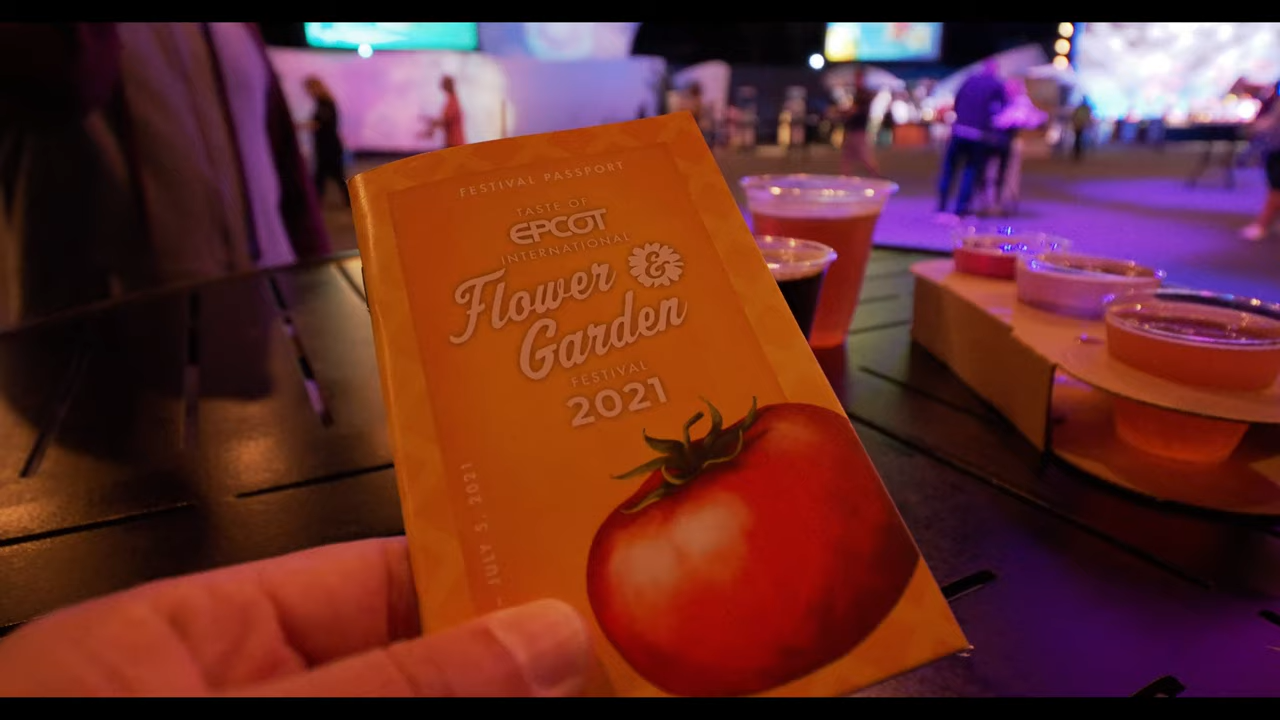 FESTIVAL PASSPORT
TASTE OF
EPCOT
INTERNATIONAL
Flower &
Garden
FESTIVAL
2021
– JULY 5, 2021